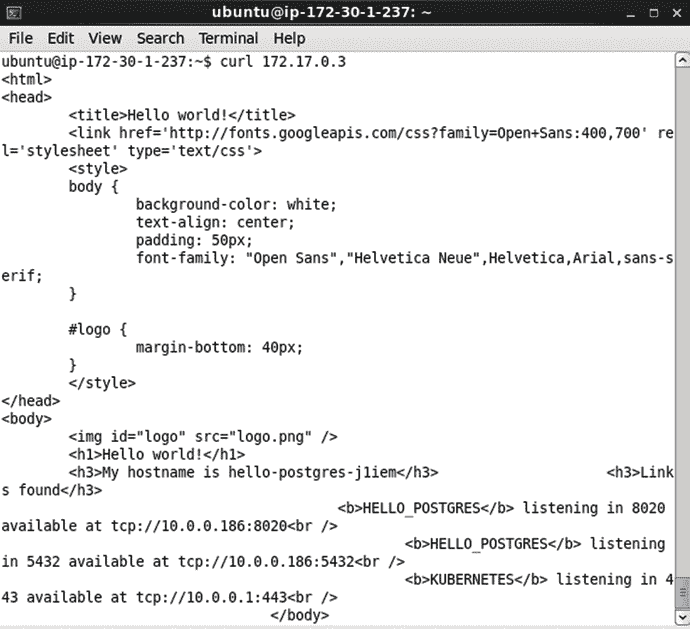 ubuntu@ip-172-30-1-237: ~
File Edit View Search Terminal Help
ubuntu@ip-172-30-1-237:~$ curl 172.17.0.3
<html>
<head>
        <title>Hello world!</title>
        <link href='http://fonts.googleapis.com/css?family=Open+Sans:400,700' re
l='stylesheet' type='text/css'>
        <style>
        body {
                background-color: white;
                text-align: center;
                padding: 50px;
                font-family: "Open Sans","Helvetica Neue",Helvetica,Arial,sans-s
erif;
        }

        #logo {
                margin-bottom: 40px;
        }
        </style>
</head>
<body>
        <img id="logo" src="logo.png" />
        <h1>Hello world!</h1>
        <h3>My hostname is hello-postgres-j1iem</h3>                    <h3>Link
s found</h3>
                                        <b>HELLO_POSTGRES</b> listening in 8020
available at tcp://10.0.0.186:8020<br />
                                                <b>HELLO_POSTGRES</b> listening
in 5432 available at tcp://10.0.0.186:5432<br />
                                                <b>KUBERNETES</b> listening in 4
43 available at tcp://10.0.0.1:443<br />
                                </body>